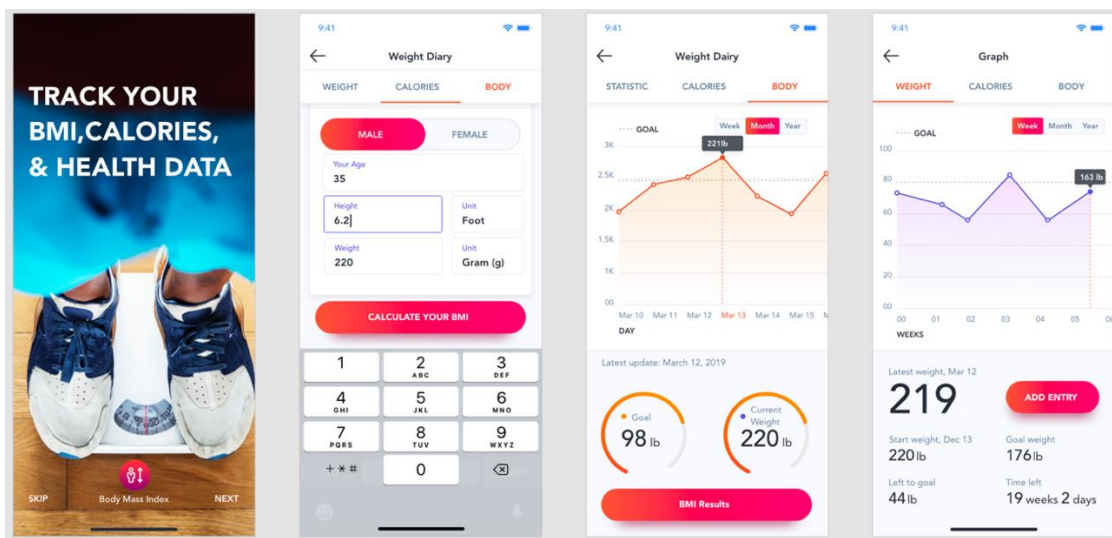 TRACK YOUR
BMI,CALORIES,
& HEALTH DATA
SKIP
Body Mass Index
NEXT
9:41
Weight Diary
WEIGHT CALORIES BODY
MALE FEMALE
Your Age
35
Height
6.2
Unit
Foot
Weight
220
Unit
Gram (g)
CALCULATE YOUR BMI
1 2 3
ABC DEF
4 5 6
GHI JKL MNO
7 8 9
PQRS TUV WXYZ
+ * # 0
9:41
Weight Dairy
STATISTIC CALORIES BODY
GOAL
Week Month Year
221lb
3K
2.5K
2K
1.5K
1K
00
Mar 10 Mar 11 Mar 12 Mar 13 Mar 14 Mar 15
DAY
Latest update: March 12, 2019
Goal
98 lb
Current
Weight
220 lb
BMI Results
9:41
Graph
WEIGHT CALORIES BODY
GOAL
Week Month Year
100
163 lb
80
60
40
20
00
00 01 02 03 04 05 06
WEEKS
Latest weight, Mar 12
219
ADD ENTRY
Start weight, Dec 13
220 lb
Goal weight
176 lb
Left to goal
44 lb
Time left
19 weeks 2 days